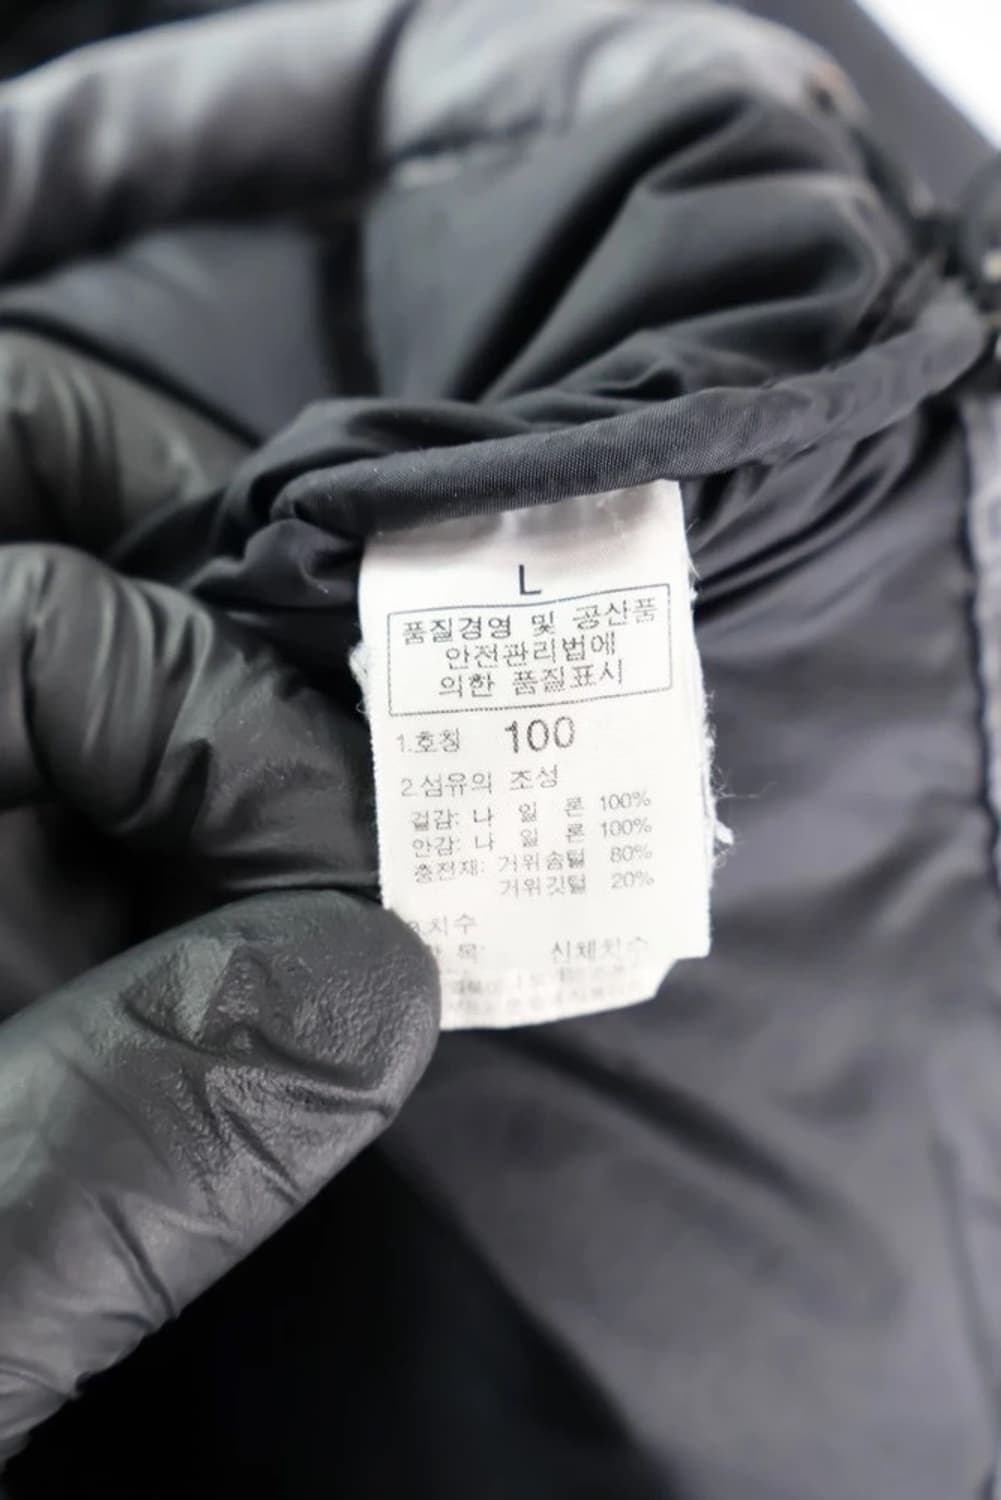 L
품질경영 및 공산품
안전관리법에
의한 품질표시
1.호칭 100
2.섬유의 조성
겉감: 나 일 론 100%
안감: 나 일 론 100%
충전재: 거위솜털 80%
거위깃털 20%
치수
목: 신체치수